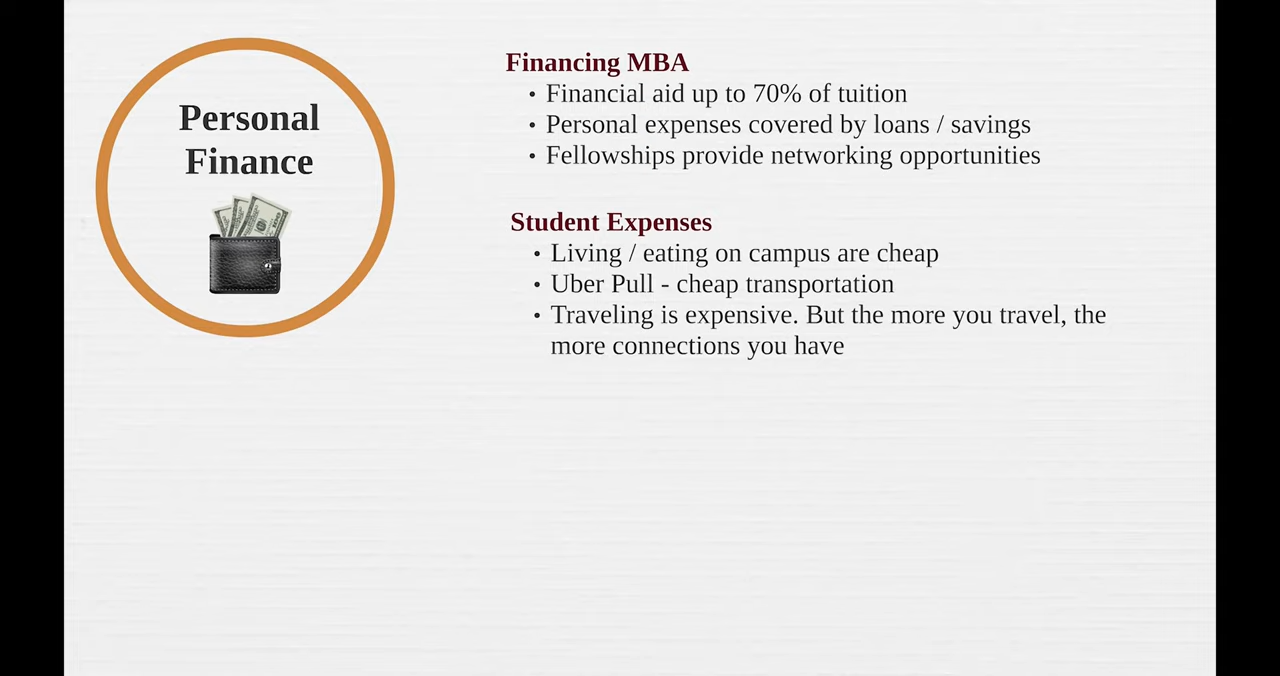 Personal
Finance
Financing MBA
• Financial aid up to 70% of tuition
• Personal expenses covered by loans / savings
• Fellowships provide networking opportunities
Student Expenses
• Living / eating on campus are cheap
• Uber Pull - cheap transportation
• Traveling is expensive. But the more you travel, the
more connections you have